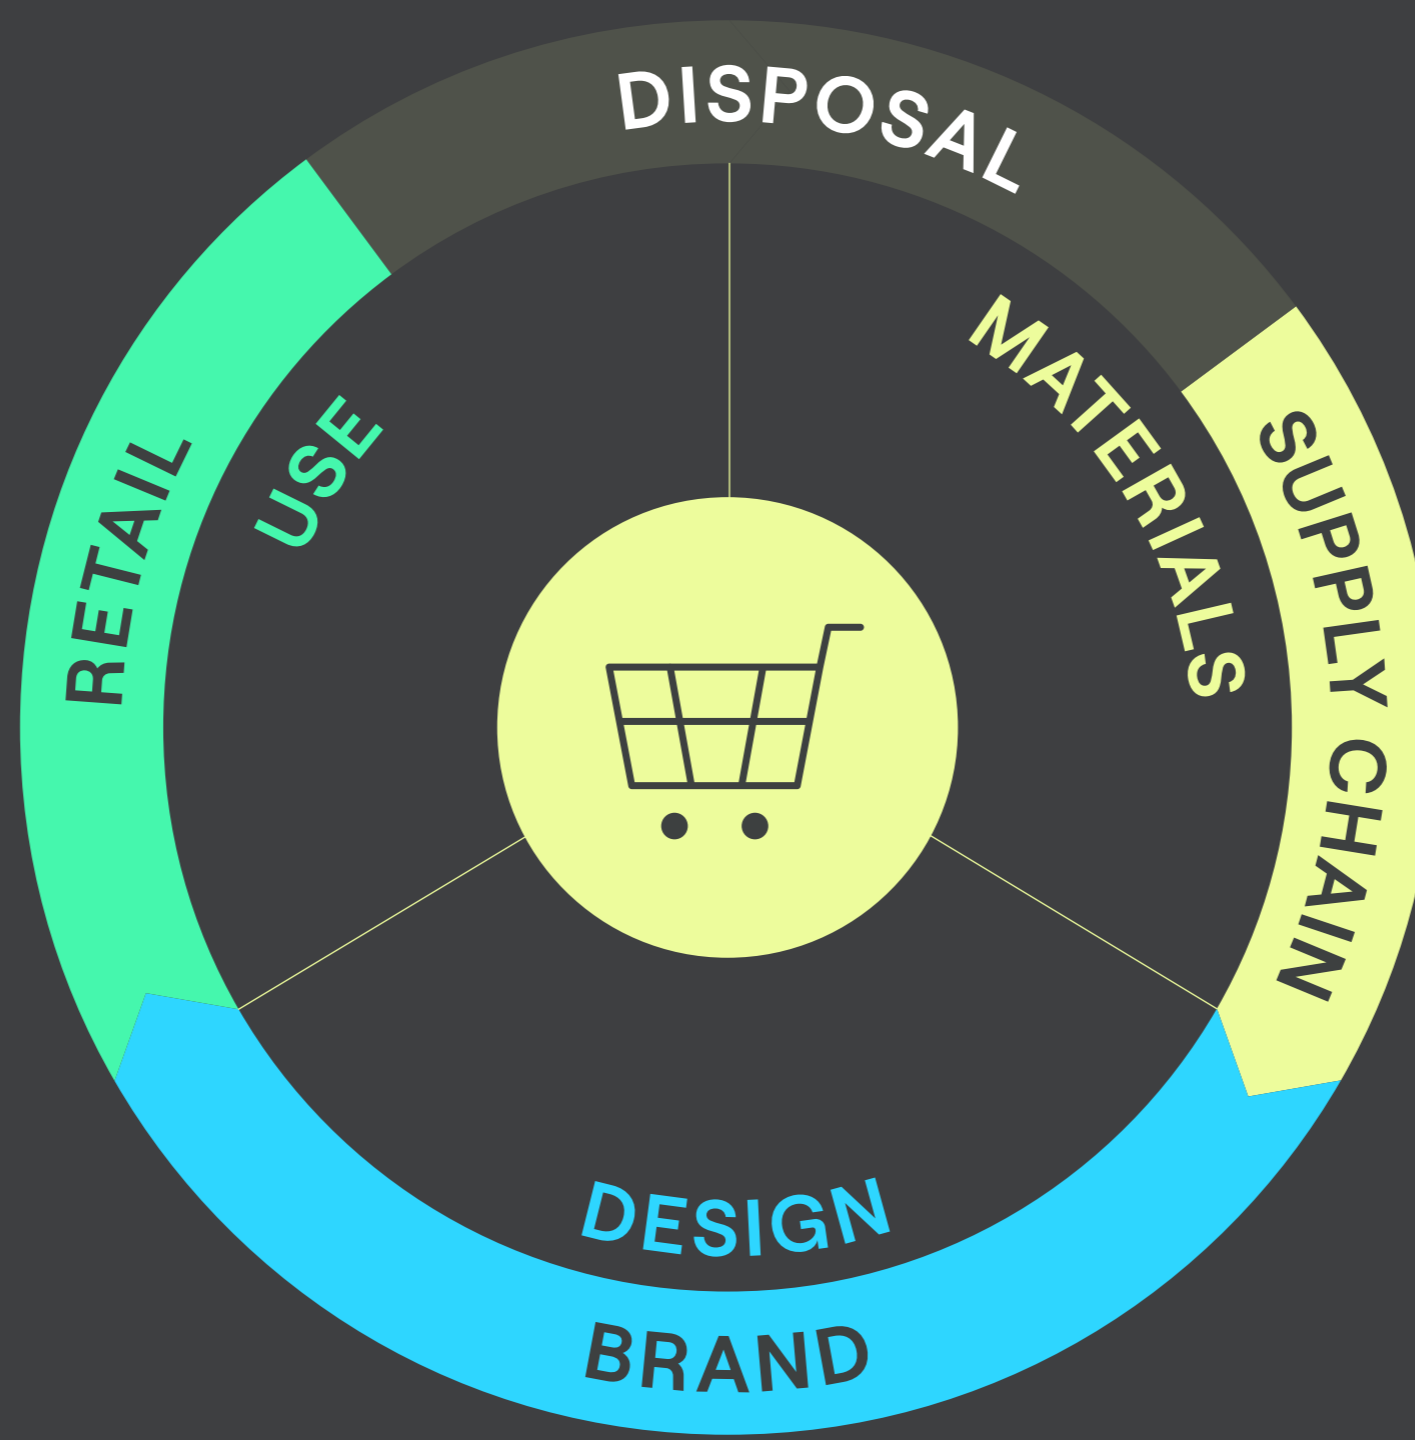 DISPOSAL
MATERIALS
SUPPLY CHAIN
USE
RETAIL
DESIGN
BRAND